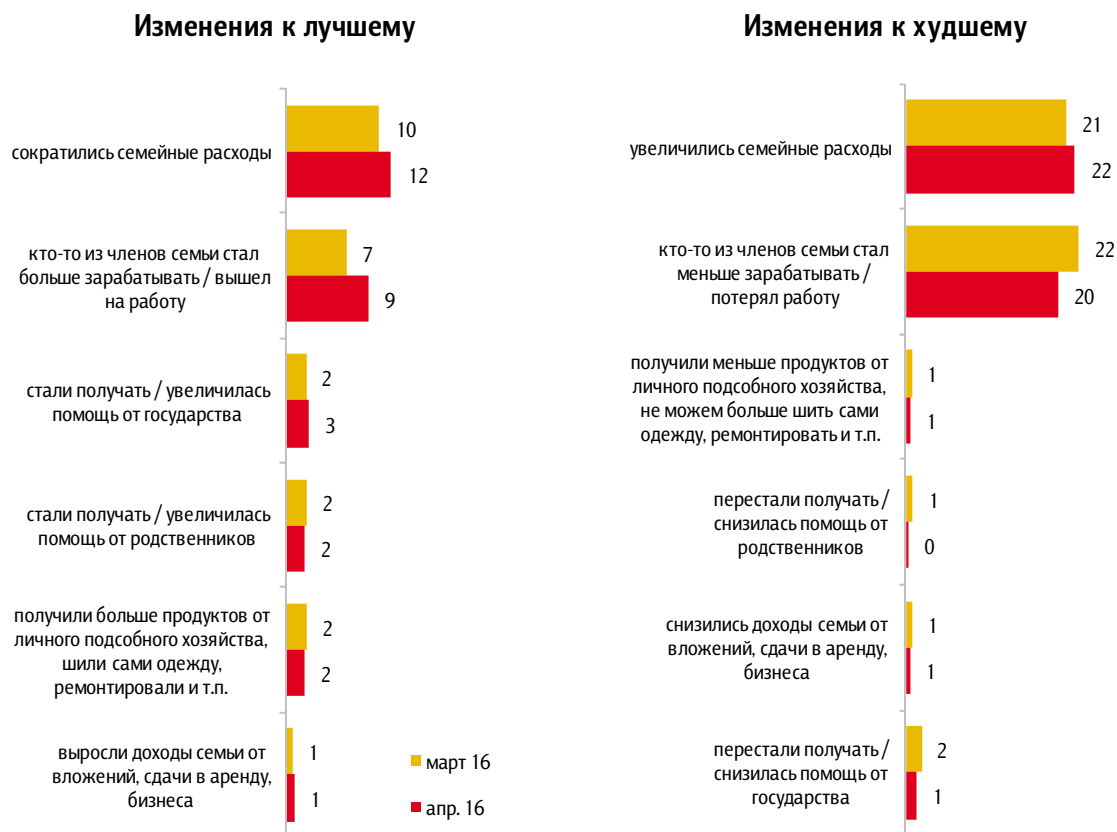 Изменения к лучшему
сократились семейные расходы
10
12
кто-то из членов семьи стал
больше зарабатывать / вышел
на работу
7
9
стали получать / увеличилась
помощь от государства
2
3
стали получать / увеличилась
помощь от родственников
2
2
получили больше продуктов от
личного подсобного хозяйства,
шили сами одежду,
ремонтировали и т.п.
2
2
выросли доходы семьи от
вложений, сдачи в аренду,
бизнеса
1
1
март 16
апр. 16
Изменения к худшему
увеличились семейные расходы
21
22
кто-то из членов семьи стал
меньше зарабатывать /
потерял работу
22
20
получили меньше продуктов от
личного подсобного хозяйства,
не можем больше шить сами
одежду, ремонтировать и т.п.
1
1
перестали получать /
снизилась помощь от
родственников
1
0
снизились доходы семьи от
вложений, сдачи в аренду,
бизнеса
1
1
перестали получать /
снизилась помощь от
государства
2
1